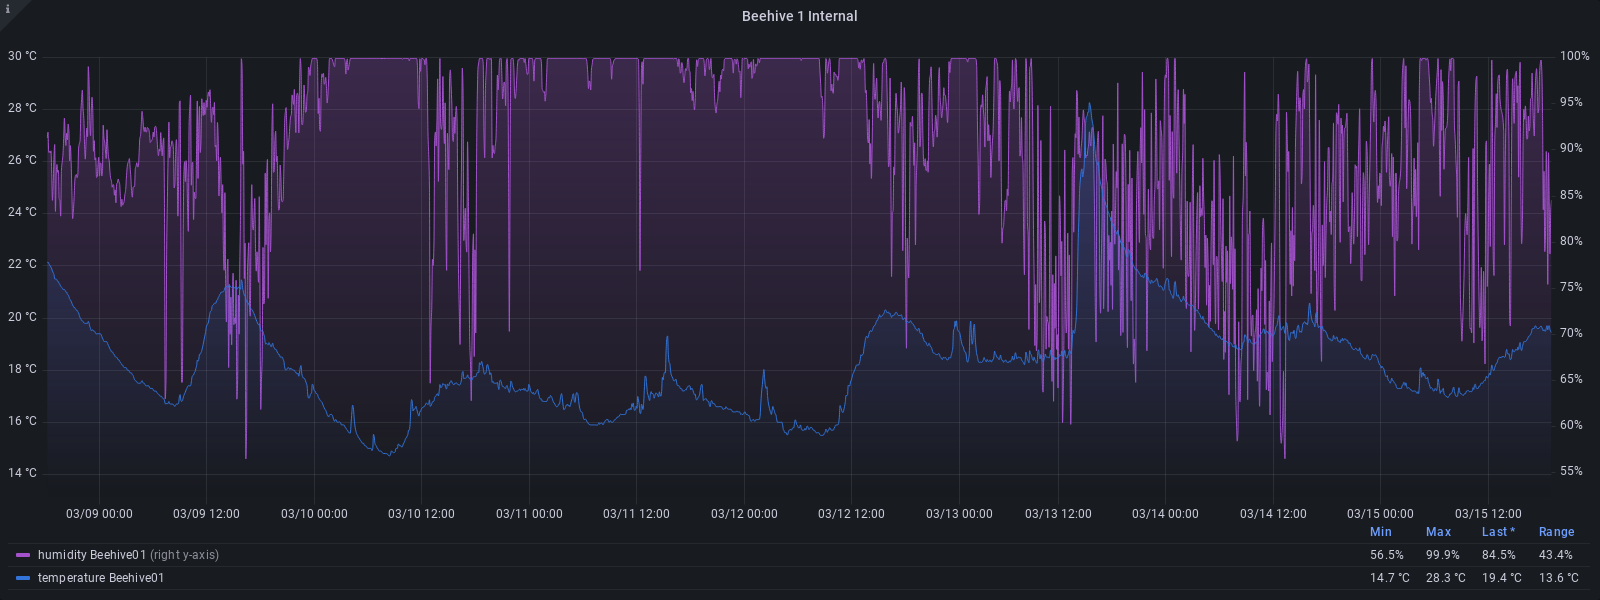 i
Beehive 1 Internal
30 °C 100%
28 °C 95%
26 °C 90%
24 °C 85%
22 °C 80%
20 °C 75%
18 °C 70%
16 °C 65%
14 °C 60%
55%
03/09 00:00 03/09 12:00 03/10 00:00 03/10 12:00 03/11 00:00 03/11 12:00 03/12 00:00 03/12 12:00 03/13 00:00 03/13 12:00 03/14 00:00 03/14 12:00 03/15 00:00 03/15 12:00
Min Max Last * Range
humidity Beehive01 (right y-axis) 56.5% 99.9% 84.5% 43.4%
temperature Beehive01 14.7 °C 28.3 °C 19.4 °C 13.6 °C